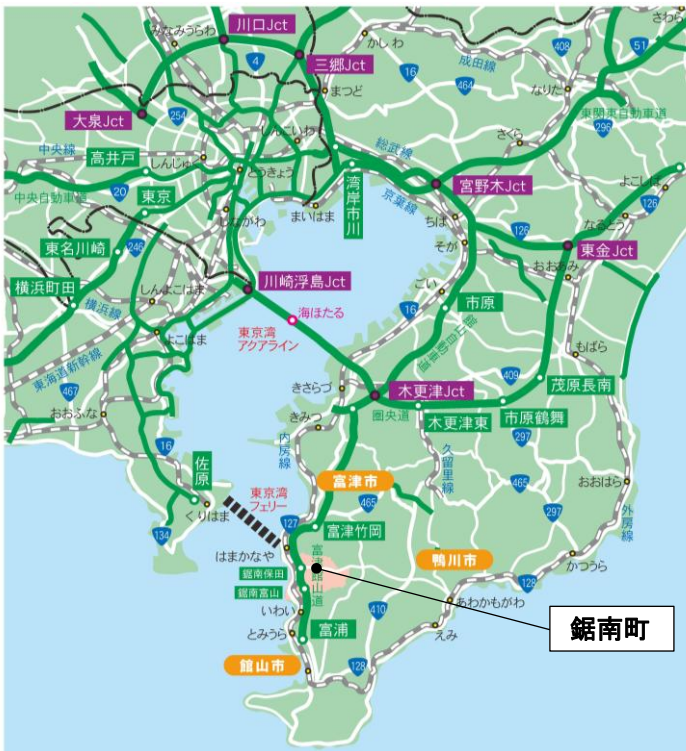 川口Jct
みなみうらわ
4
三郷Jct
かしわ
408
51
さわら
成田線
16
464
まつど
なりた
大泉Jct
254
しんこいわ
東関東自動車道
296
中央線
高井戸
しんじゅく
とうきょう
総武線
さくら
宮野木Jct
よこしば
中央自動車道
20
東京
湾岸市川
京葉線
126
しながわ
まいはま
ちば
なるとう
東名川崎
246
そが
126
東金Jct
おおあみ
川崎浮島Jct
こい
横浜町田
しんよこはま
海ほたる
16
市原
横浜線
よこはま
東京湾
アクアライン
館山自動車道
もばら
東海道新幹線
467
きさらづ
木更津Jct
409
茂原長南
おおふな
きみつ
圏央道
木更津東
市原鶴舞
297
16
内房線
久留里線
佐原
富津市
465
465
おおはら
くりはま
東京湾
フェリー
127
297
外房線
134
富津竹岡
はまかなや
鴨川市
かつうら
鋸南保田
富津館山道
128
鋸南富山
410
あわかもがわ
いわい
鋸南町
とみうら
富浦
えみ
館山市
128